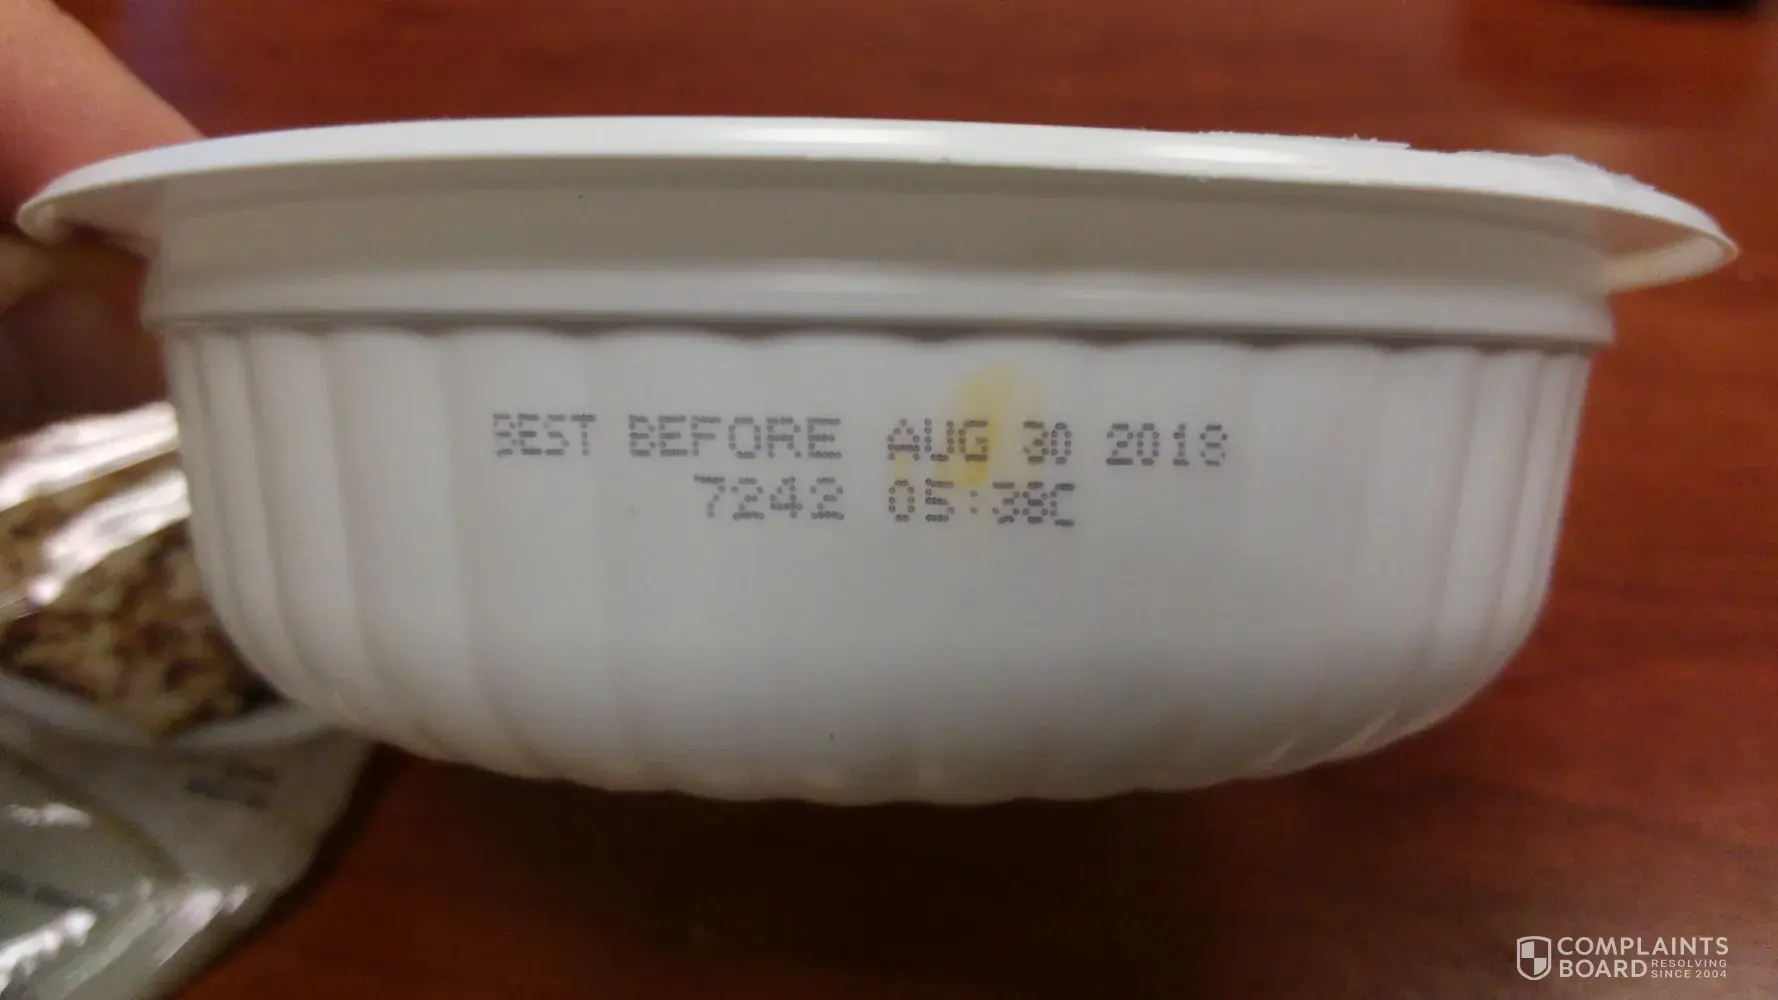 BEST BEFORE AUG 30 2018
7242 05:38C
COMPLAINTS
BOARD RESOLVING
SINCE 2004